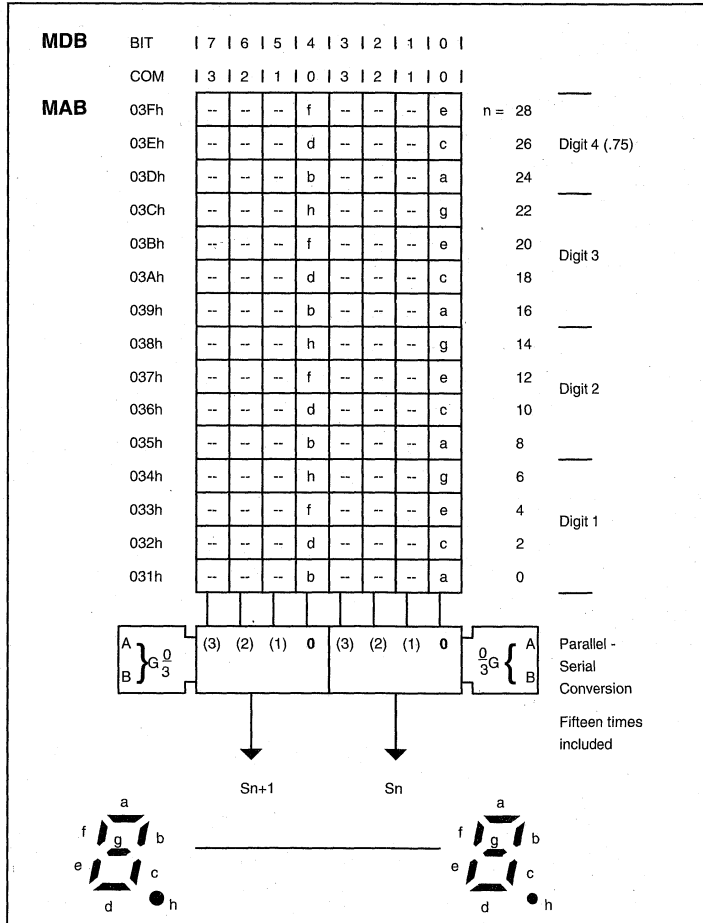 MDB BIT 7 6 5 4 3 2 1 0
COM 3 2 1 0 3 2 1 0
MAB 03Fh -- -- -- f -- -- -- e n = 28
03Eh -- -- -- d -- -- -- c 26 Digit 4 (.75)
03Dh -- -- -- b -- -- -- a 24
03Ch -- -- -- h -- -- -- g 22
03Bh -- -- -- f -- -- -- e 20
Digit 3
03Ah -- -- -- d -- -- -- c 18
039h -- -- -- b -- -- -- a 16
038h -- -- -- h -- -- -- g 14
037h -- -- -- f -- -- -- e 12
Digit 2
036h -- -- -- d -- -- -- c 10
035h -- -- -- b -- -- -- a 8
034h -- -- -- h -- -- -- g 6
033h -- -- -- f -- -- -- e 4
Digit 1
032h -- -- -- d -- -- -- c 2
031h -- -- -- b -- -- -- a 0
A B } G 0/3 (3) (2) (1) 0 (3) (2) (1) 0 0/3 G { A B
Parallel -
Serial
Conversion
Fifteen times
included
Sn+1 Sn
a a
f g b f g b
e c e c
d h d h